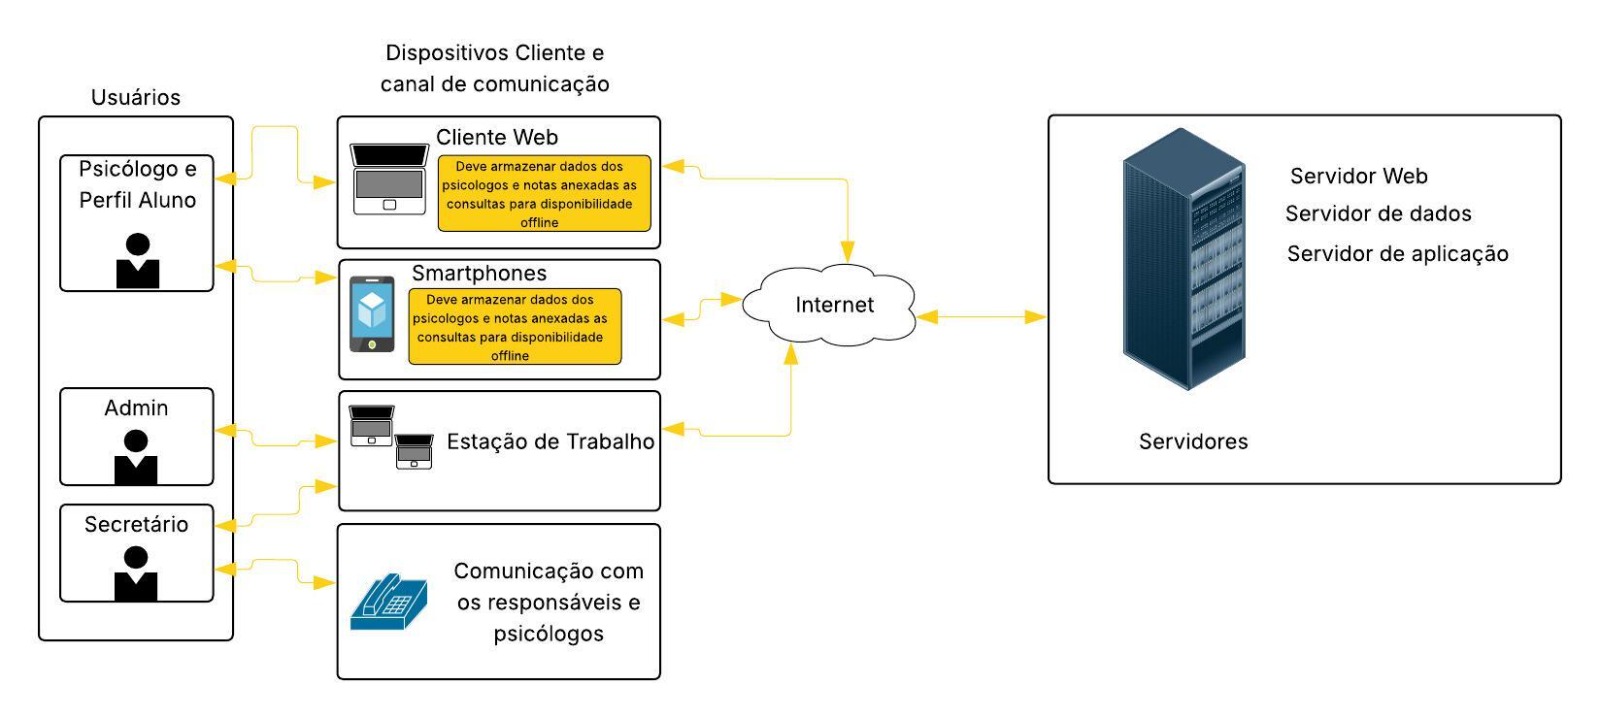 Usuários
Psicólogo e
Perfil Aluno
Admin
Secretário
Dispositivos Cliente e
canal de comunicação
Cliente Web
Deve armazenar dados dos
psicologos e notas anexadas as
consultas para disponibilidade
offline
Smartphones
Deve armazenar dados dos
psicologos e notas anexadas as
consultas para disponibilidade
offline
Estação de Trabalho
Comunicação com
os responsáveis e
psicólogos
Internet
Servidor Web
Servidor de dados
Servidor de aplicação
Servidores